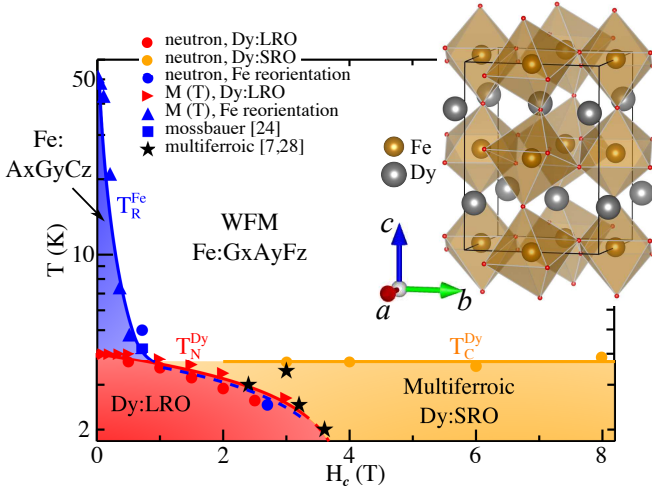 neutron, Dy:LRO
neutron, Dy:SRO
neutron, Fe reorientation
M (T), Dy:LRO
M (T), Fe reorientation
mossbauer [24]
multiferroic [7,28]
50
10
2
T (K)
Fe:
AxGyCz
T_R^Fe
WFM
Fe:GxAyFz
Fe
Dy
c
b
a
T_N^Dy
T_C^Dy
Dy:LRO
Multiferroic
Dy:SRO
0 2 4 6 8
H_c (T)